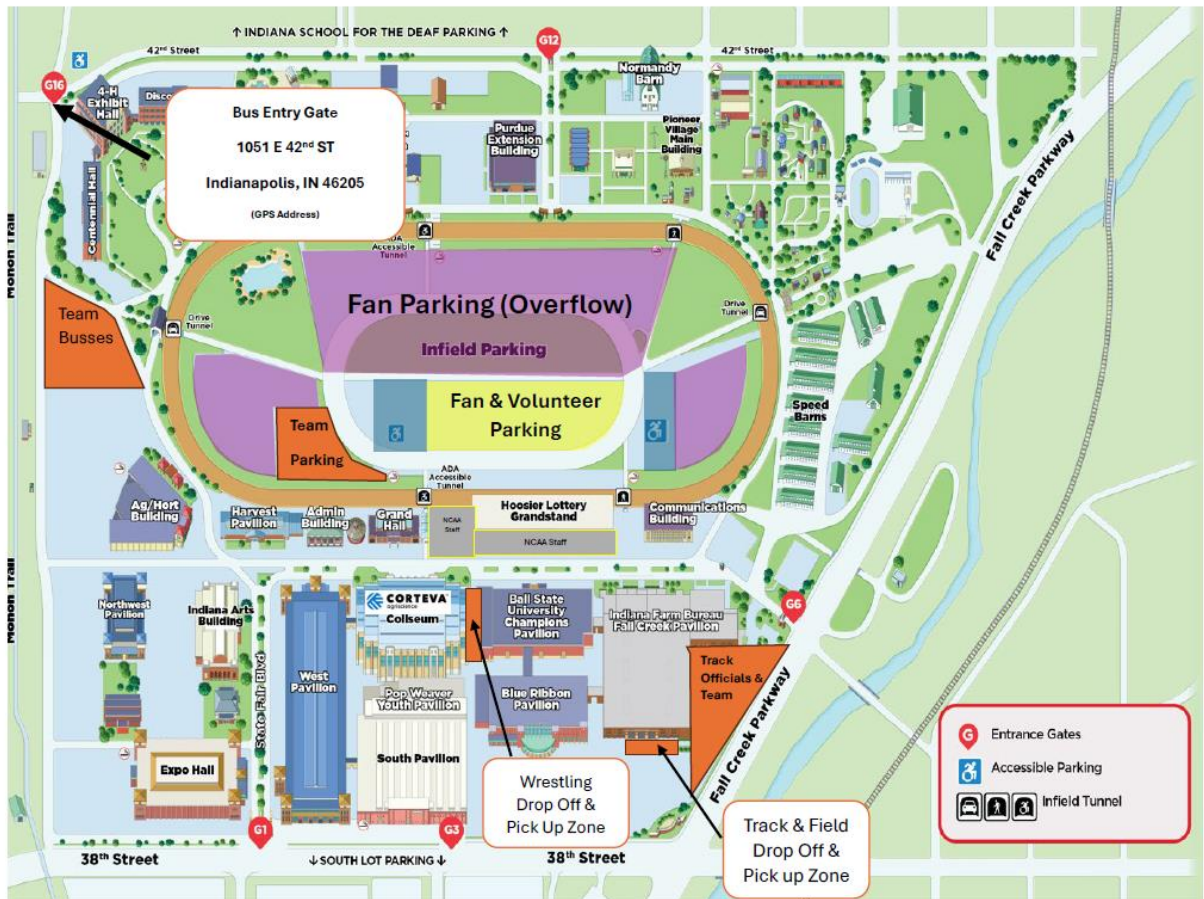 ↑ INDIANA SCHOOL FOR THE DEAF PARKING ↑
42nd Street
42nd Street
G12
G16
4-H
Exhibit
Hall
Disco
Normandy
Barn
Bus Entry Gate
1051 E 42nd ST
Indianapolis, IN 46205
(GPS Address)
Purdue
Extension
Building
Pioneer
Village
Main
Building
Centennial Hall
Monon Trail
Fall Creek Parkway
ADA
Accessible
Tunnel
Team
Busses
Drive
Tunnel
Fan Parking (Overflow)
Infield Parking
Drive
Tunnel
Fan & Volunteer
Parking
Team
Parking
Speed
Barns
ADA
Accessible
Tunnel
Ag/Hort
Building
Harvest
Pavilion
Admin
Building
Grand
Hall
NCAA
Staff
Hoosier Lottery
Grandstand
NCAA Staff
Communications
Building
Monon Trail
Northwest
Pavilion
Indiana Arts
Building
State Fair Blvd
West
Pavilion
CORTEVA
agriscience
Coliseum
Ball State
University
Champions
Pavilion
Indiana Farm Bureau
Fall Creek Pavilion
G6
Track
Officials &
Team
Pop Weaver
Youth Pavilion
Blue Ribbon
Pavilion
South Pavilion
Expo Hall
Fall Creek Parkway
G Entrance Gates
Accessible Parking
Infield Tunnel
Wrestling
Drop Off &
Pick Up Zone
Track & Field
Drop Off &
Pick up Zone
G1
G3
38th Street
↓ SOUTH LOT PARKING ↓
38th Street